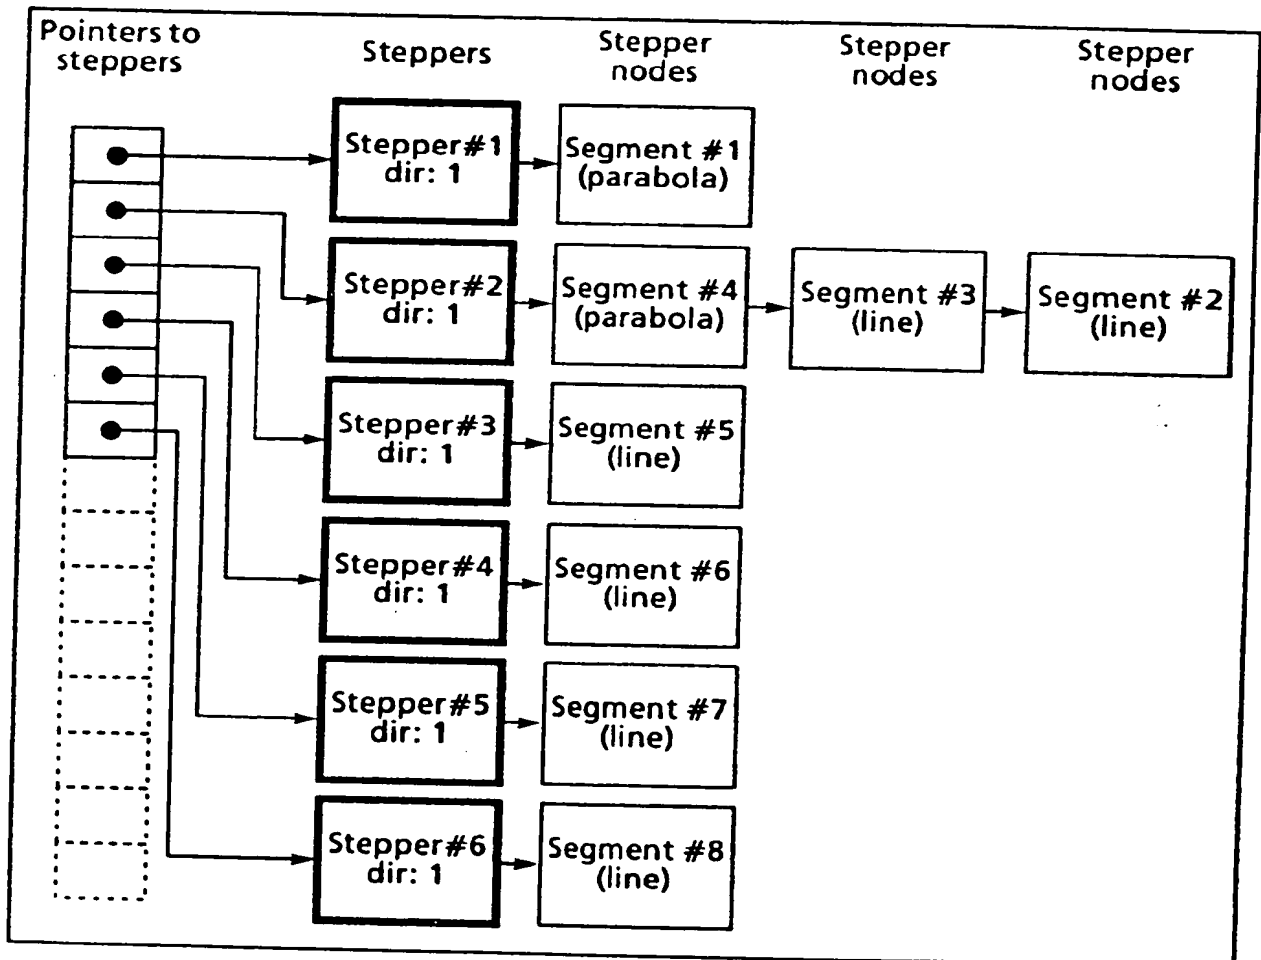 Pointers to
steppers
Steppers
Stepper
nodes
Stepper
nodes
Stepper
nodes
Stepper#1
dir: 1
Segment #1
(parabola)
Stepper#2
dir: 1
Segment #4
(parabola)
Segment #3
(line)
Segment #2
(line)
Stepper#3
dir: 1
Segment #5
(line)
Stepper#4
dir: 1
Segment #6
(line)
Stepper#5
dir: 1
Segment #7
(line)
Stepper#6
dir: 1
Segment #8
(line)